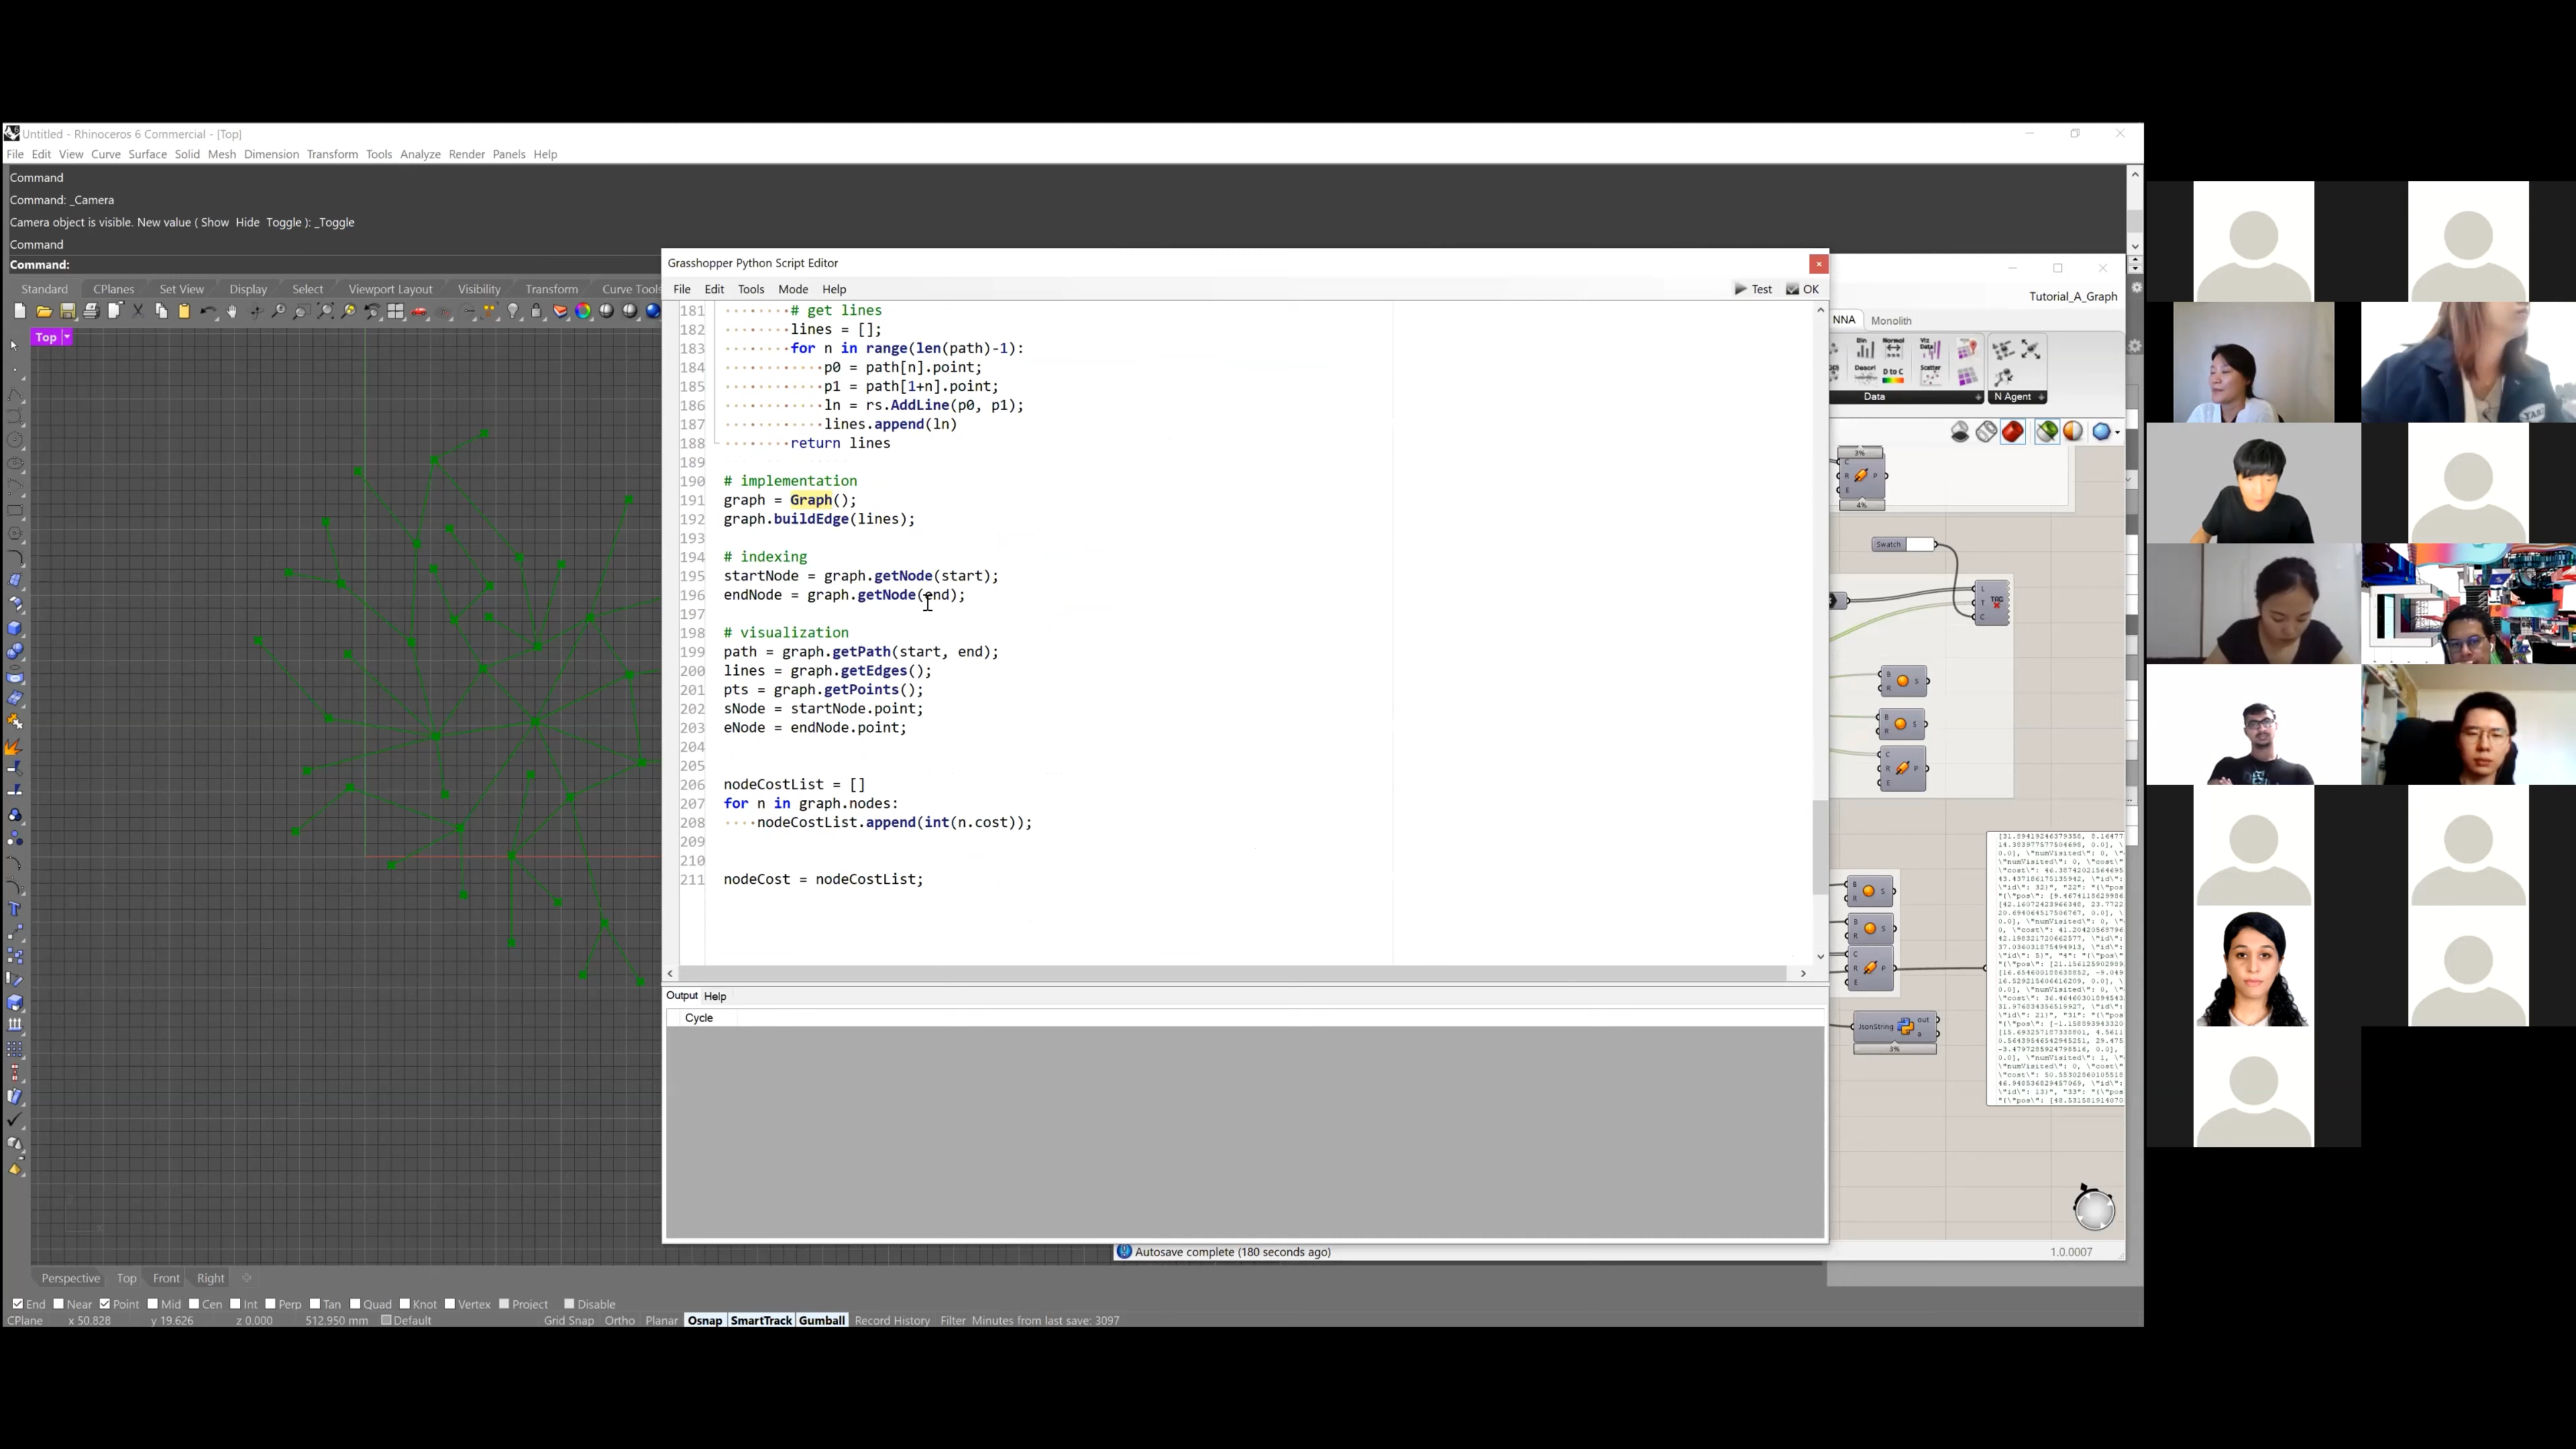 Untitled - Rhinoceros 6 Commercial - [Top]
File Edit View Curve Surface Solid Mesh Dimension Transform Tools Analyze Render Panels Help
Command
Command: _Camera
Camera object is visible. New value ( Show Hide Toggle ): _Toggle
Command
Command:
Standard CPlanes Set View Display Select Viewport Layout Visibility Transform Curve Tools
Top
Grasshopper Python Script Editor
File Edit Tools Mode Help
Test OK
181 # get lines
182 lines = [];
183 for n in range(len(path)-1):
184 p0 = path[n].point;
185 p1 = path[1+n].point;
186 ln = rs.AddLine(p0, p1);
187 lines.append(ln)
188 return lines
189
190 # implementation
191 graph = Graph();
192 graph.buildEdge(lines);
193
194 # indexing
195 startNode = graph.getNode(start);
196 endNode = graph.getNode(end);
197
198 # visualization
199 path = graph.getPath(start, end);
200 lines = graph.getEdges();
201 pts = graph.getPoints();
202 sNode = startNode.point;
203 eNode = endNode.point;
204
205
206 nodeCostList = []
207 for n in graph.nodes:
208 nodeCostList.append(int(n.cost));
209
210
211 nodeCost = nodeCostList;
Output Help
Cycle
Tutorial_A_Graph
NNA Monolith
Data
N Agent
3%
4%
Swatch
L
T
C
TAG
B S
R
B S
R
C
R P
E
B S
R
B S
R
C
R P
E
JsonString out
a
3%
Autosave complete (180 seconds ago)
1.0.0007
Perspective Top Front Right
End Near Point Mid Cen Int Perp Tan Quad Knot Vertex Project Disable
CPlane x 50.828 y 19.626 z 0.000 512.950 mm Default Grid Snap Ortho Planar Osnap SmartTrack Gumball Record History Filter Minutes from last save: 3097